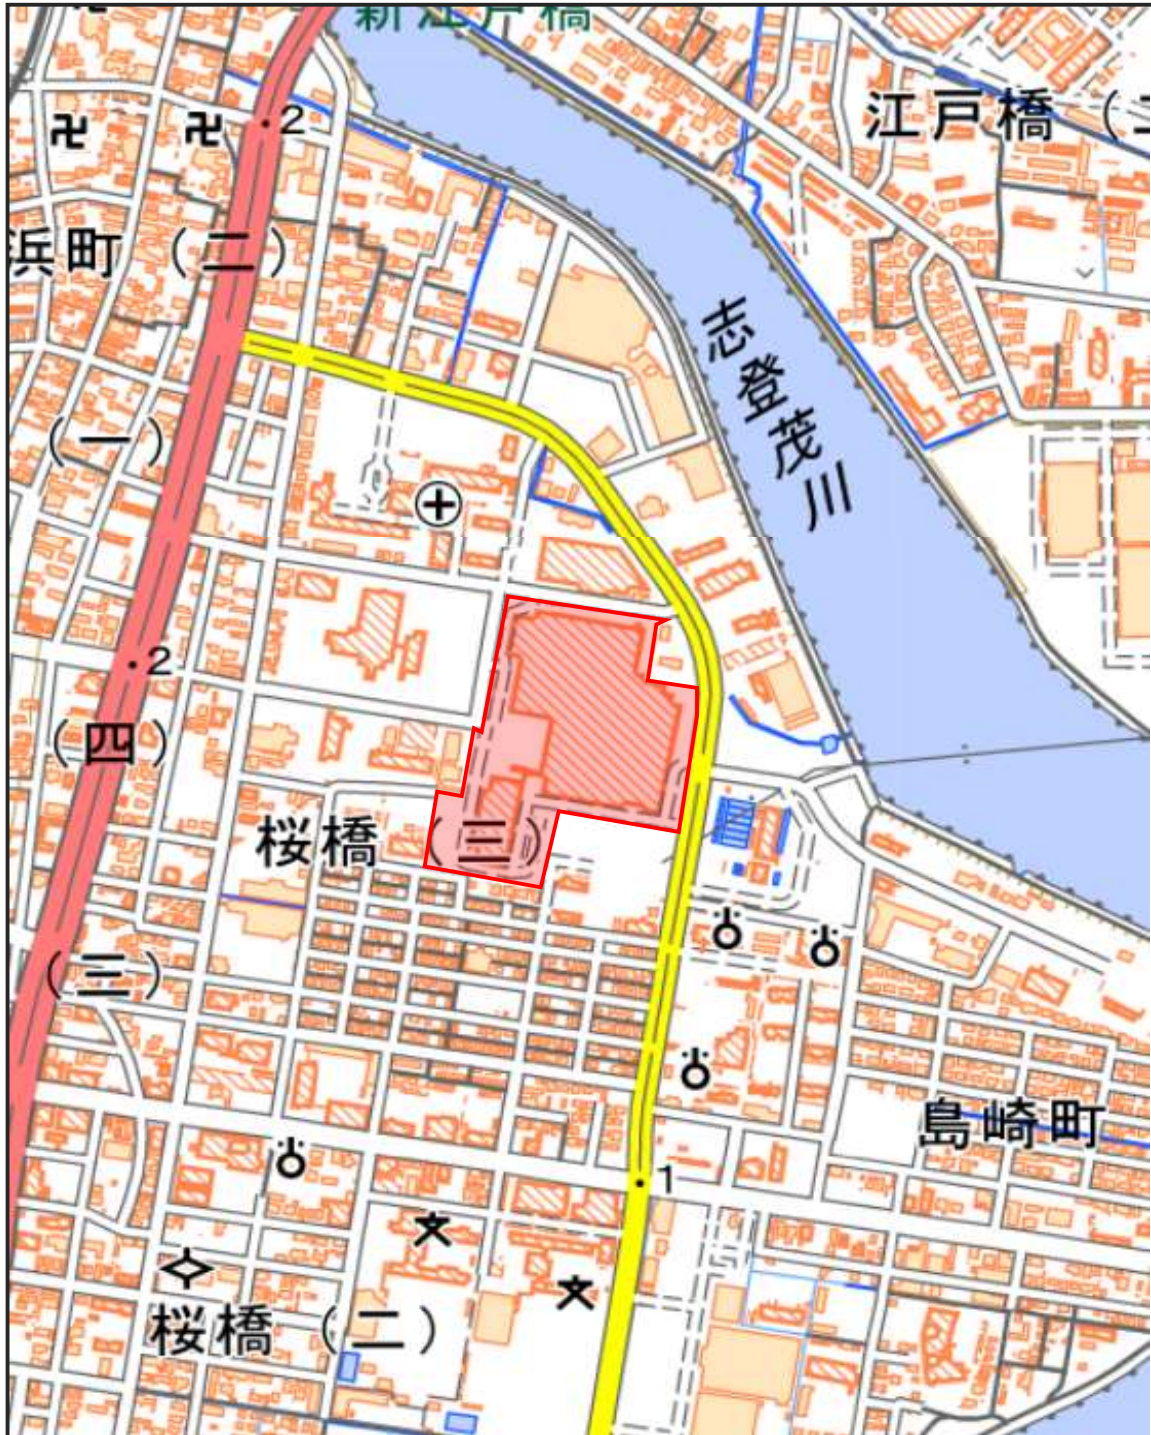 新江戸橋
江戸橋（二
2
浜町（二）
志登茂川
（一）
2
（四）
桜橋（三）
（三）
島崎町
1
桜橋（二）